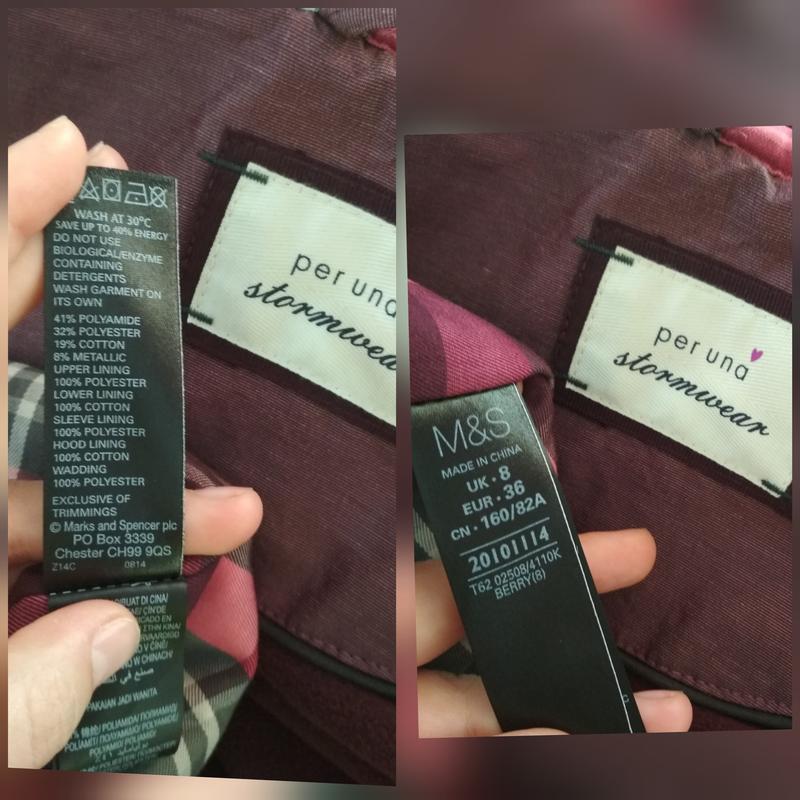 WASH AT 30°C
SAVE UP TO 40% ENERGY
DO NOT USE
BIOLOGICAL/ENZYME
CONTAINING
DETERGENTS
WASH GARMENT ON
ITS OWN
41% POLYAMIDE
32% POLYESTER
19% COTTON
8% METALLIC
UPPER LINING
100% POLYESTER
LOWER LINING
100% COTTON
SLEEVE LINING
100% POLYESTER
HOOD LINING
100% COTTON
WADDING
100% POLYESTER
EXCLUSIVE OF
TRIMMINGS
© Marks and Spencer plc
PO Box 3339
Chester CH99 9QS
Z14C 0814
PAKAIAN JADI WANITA
per una
stormwea
per una
stormwear
M&S
MADE IN CHINA
UK · 8
EUR · 36
CN · 160/82A
20101114
T62 02508/4110K
BERRY(8)